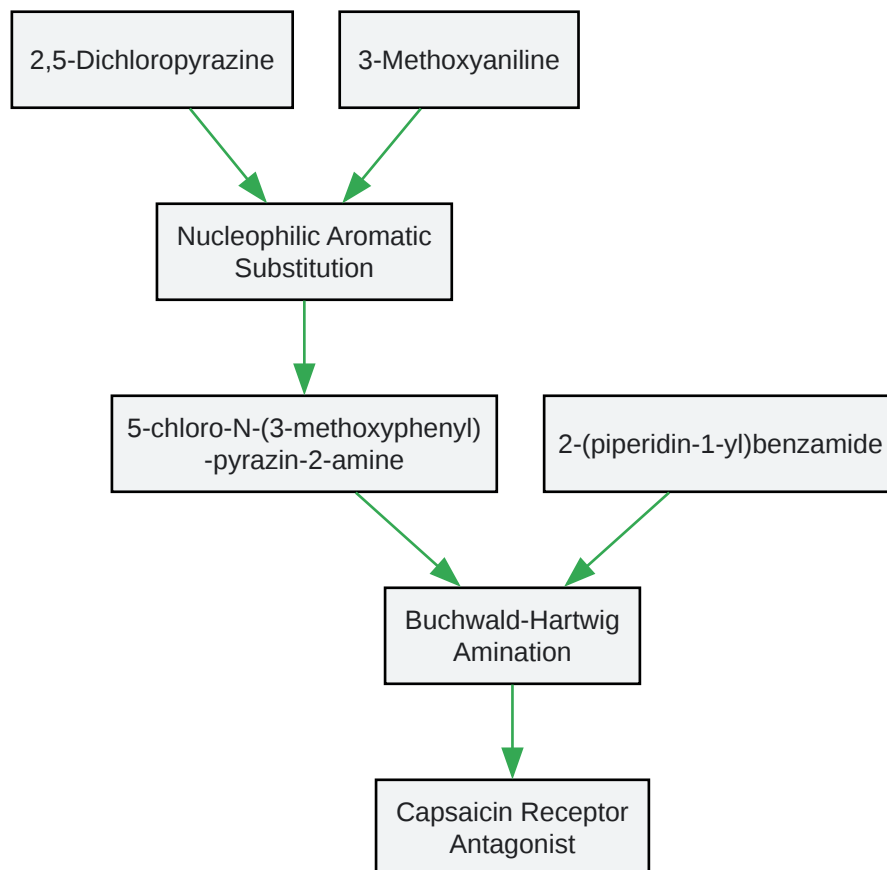 2,5-Dichloropyrazine
3-Methoxyaniline
Nucleophilic Aromatic
Substitution
5-chloro-N-(3-methoxyphenyl)
-pyrazin-2-amine
2-(piperidin-1-yl)benzamide
Buchwald-Hartwig
Amination
Capsaicin Receptor
Antagonist